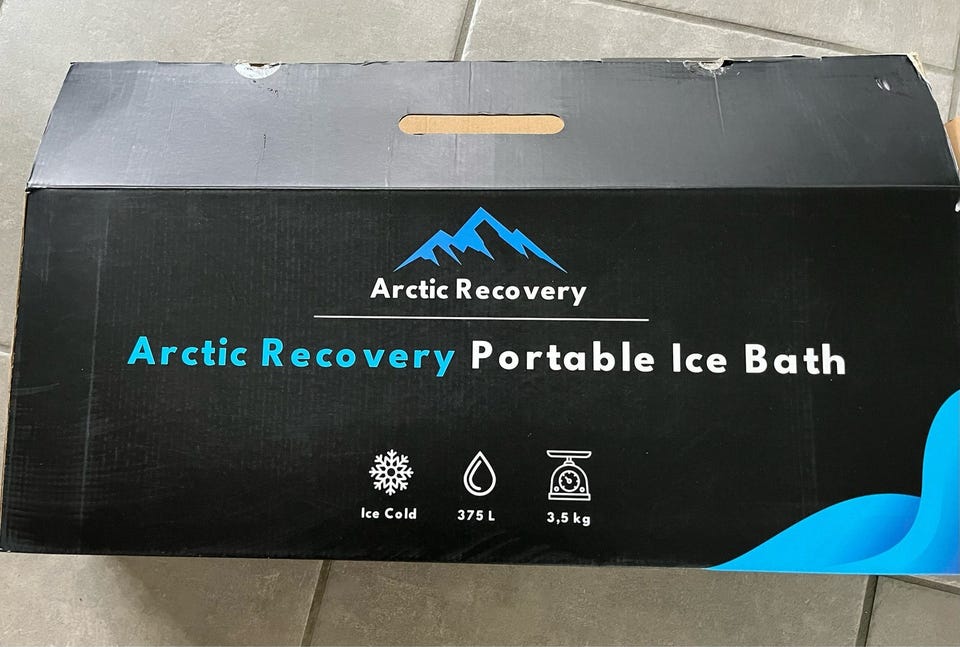 Arctic Recovery
Arctic Recovery Portable Ice Bath
Ice Cold 375 L 3,5 kg